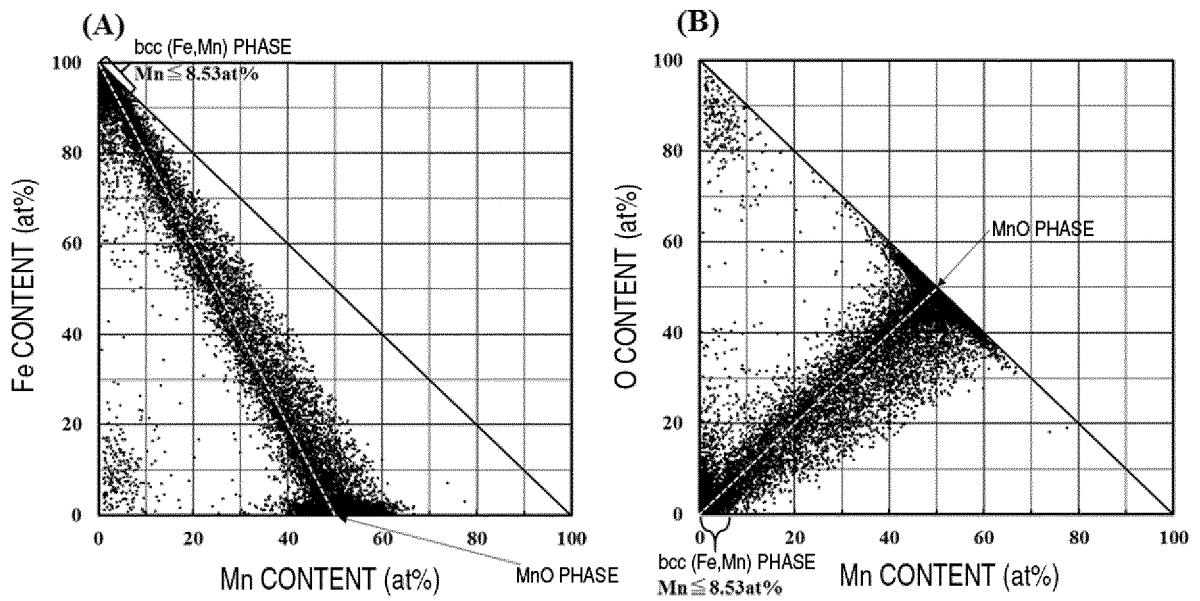 (A)
bcc (Fe,Mn) PHASE
Mn≦8.53at%
100
80
60
40
20
0
Fe CONTENT (at%)
0 20 40 60 80 100
Mn CONTENT (at%)
MnO PHASE
(B)
100
80
60
40
20
0
O CONTENT (at%)
MnO PHASE
0 20 40 60 80 100
bcc (Fe,Mn) PHASE
Mn≦8.53at%
Mn CONTENT (at%)